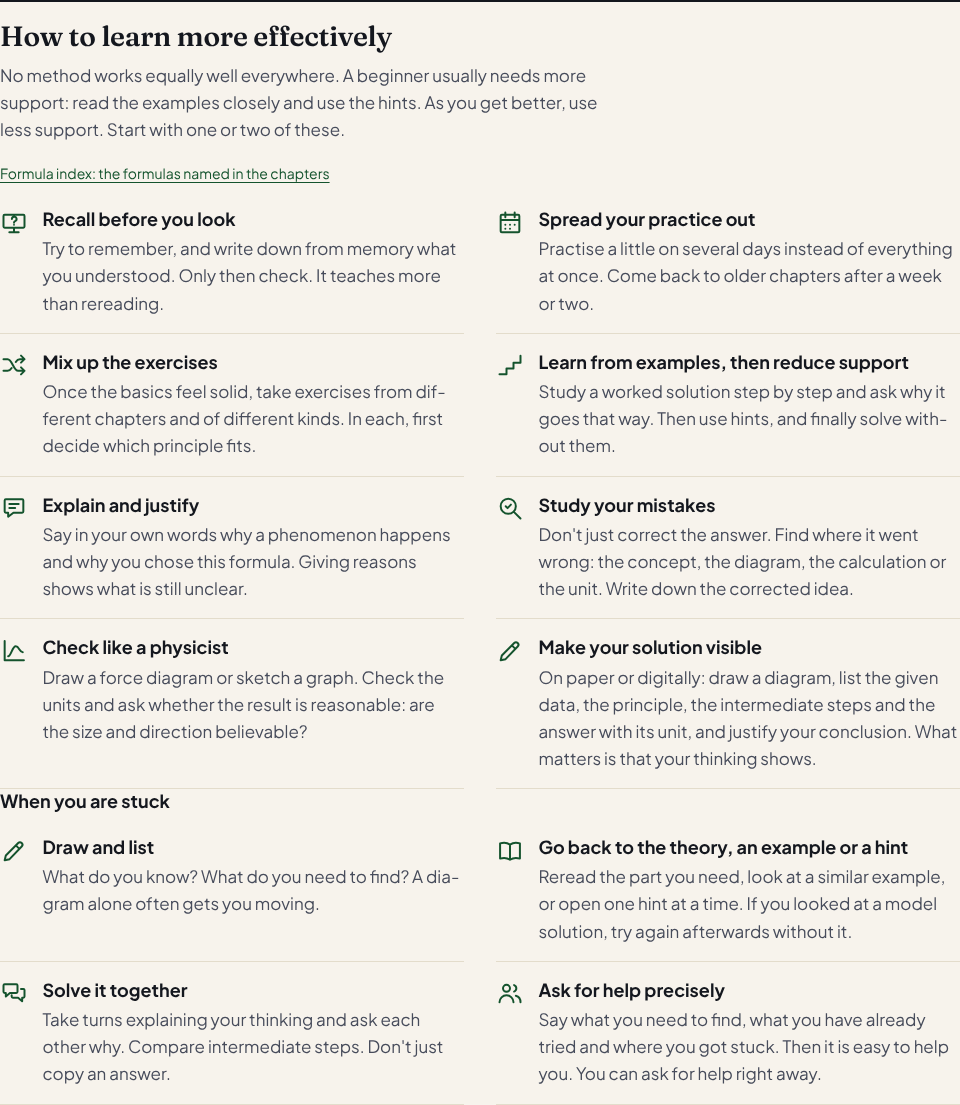 How to learn more effectively
No method works equally well everywhere. A beginner usually needs more
support: read the examples closely and use the hints. As you get better, use
less support. Start with one or two of these.
Formula index: the formulas named in the chapters
Recall before you look
Try to remember, and write down from memory what
you understood. Only then check. It teaches more
than rereading.
Spread your practice out
Practise a little on several days instead of everything
at once. Come back to older chapters after a week
or two.
Mix up the exercises
Once the basics feel solid, take exercises from dif-
ferent chapters and of different kinds. In each, first
decide which principle fits.
Learn from examples, then reduce support
Study a worked solution step by step and ask why it
goes that way. Then use hints, and finally solve with-
out them.
Explain and justify
Say in your own words why a phenomenon happens
and why you chose this formula. Giving reasons
shows what is still unclear.
Study your mistakes
Don't just correct the answer. Find where it went
wrong: the concept, the diagram, the calculation or
the unit. Write down the corrected idea.
Check like a physicist
Draw a force diagram or sketch a graph. Check the
units and ask whether the result is reasonable: are
the size and direction believable?
Make your solution visible
On paper or digitally: draw a diagram, list the given
data, the principle, the intermediate steps and the
answer with its unit, and justify your conclusion. What
matters is that your thinking shows.
When you are stuck
Draw and list
What do you know? What do you need to find? A dia-
gram alone often gets you moving.
Go back to the theory, an example or a hint
Reread the part you need, look at a similar example,
or open one hint at a time. If you looked at a model
solution, try again afterwards without it.
Solve it together
Take turns explaining your thinking and ask each
other why. Compare intermediate steps. Don't just
copy an answer.
Ask for help precisely
Say what you need to find, what you have already
tried and where you got stuck. Then it is easy to help
you. You can ask for help right away.